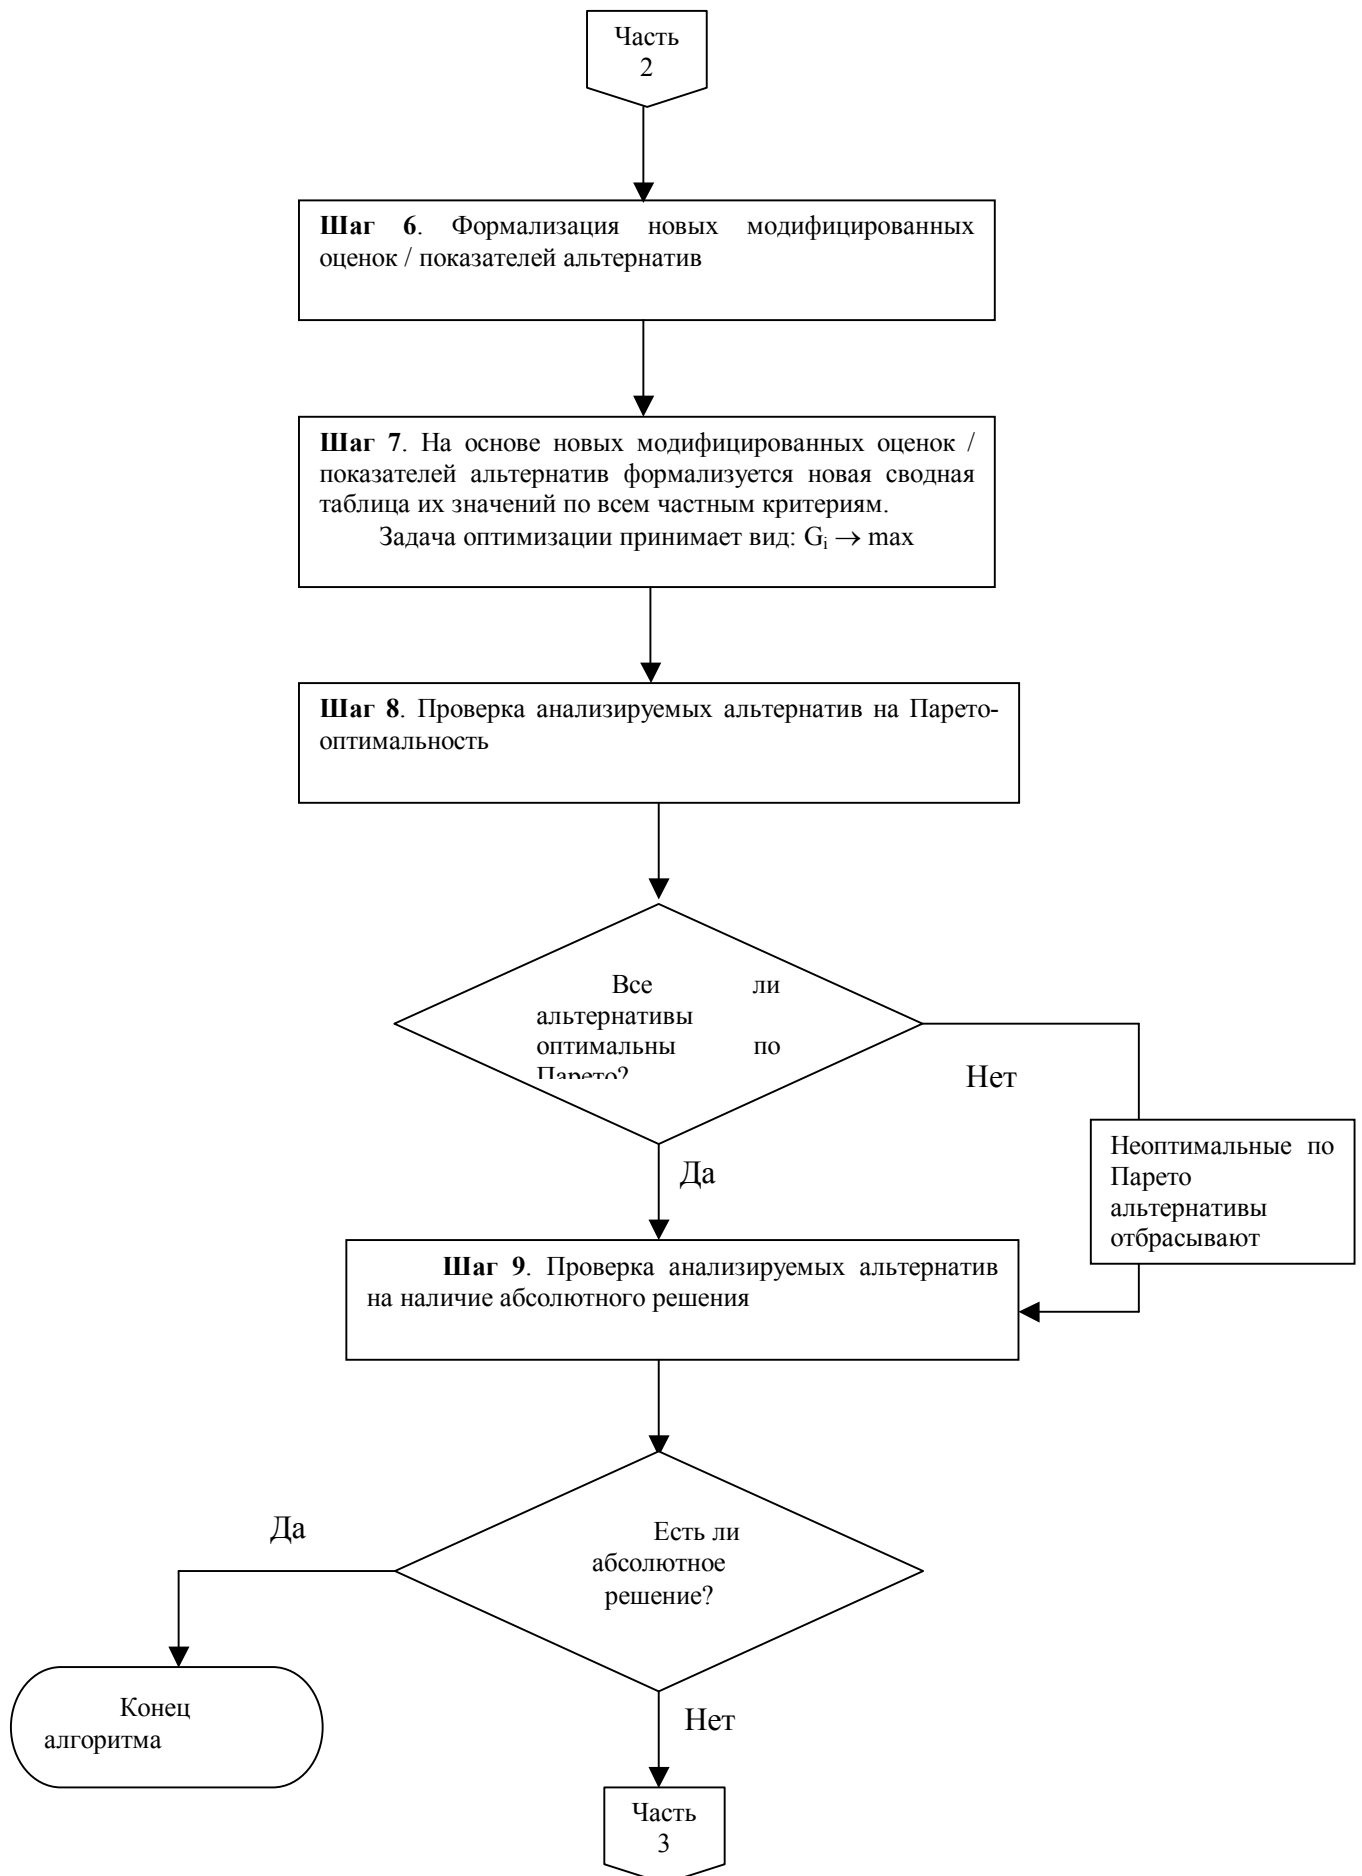 Часть
2
Шаг 6. Формализация новых модифицированных
оценок / показателей альтернатив
Шаг 7. На основе новых модифицированных оценок /
показателей альтернатив формализуется новая сводная
таблица их значений по всем частным критериям.
Задача оптимизации принимает вид: Gi → max
Шаг 8. Проверка анализируемых альтернатив на Парето-
оптимальность
Все ли
альтернативы
оптимальны по
Парето?
Нет
Да
Неоптимальные по
Парето
альтернативы
отбрасывают
Шаг 9. Проверка анализируемых альтернатив
на наличие абсолютного решения
Есть ли
абсолютное
решение?
Да
Конец
алгоритма
Нет
Часть
3